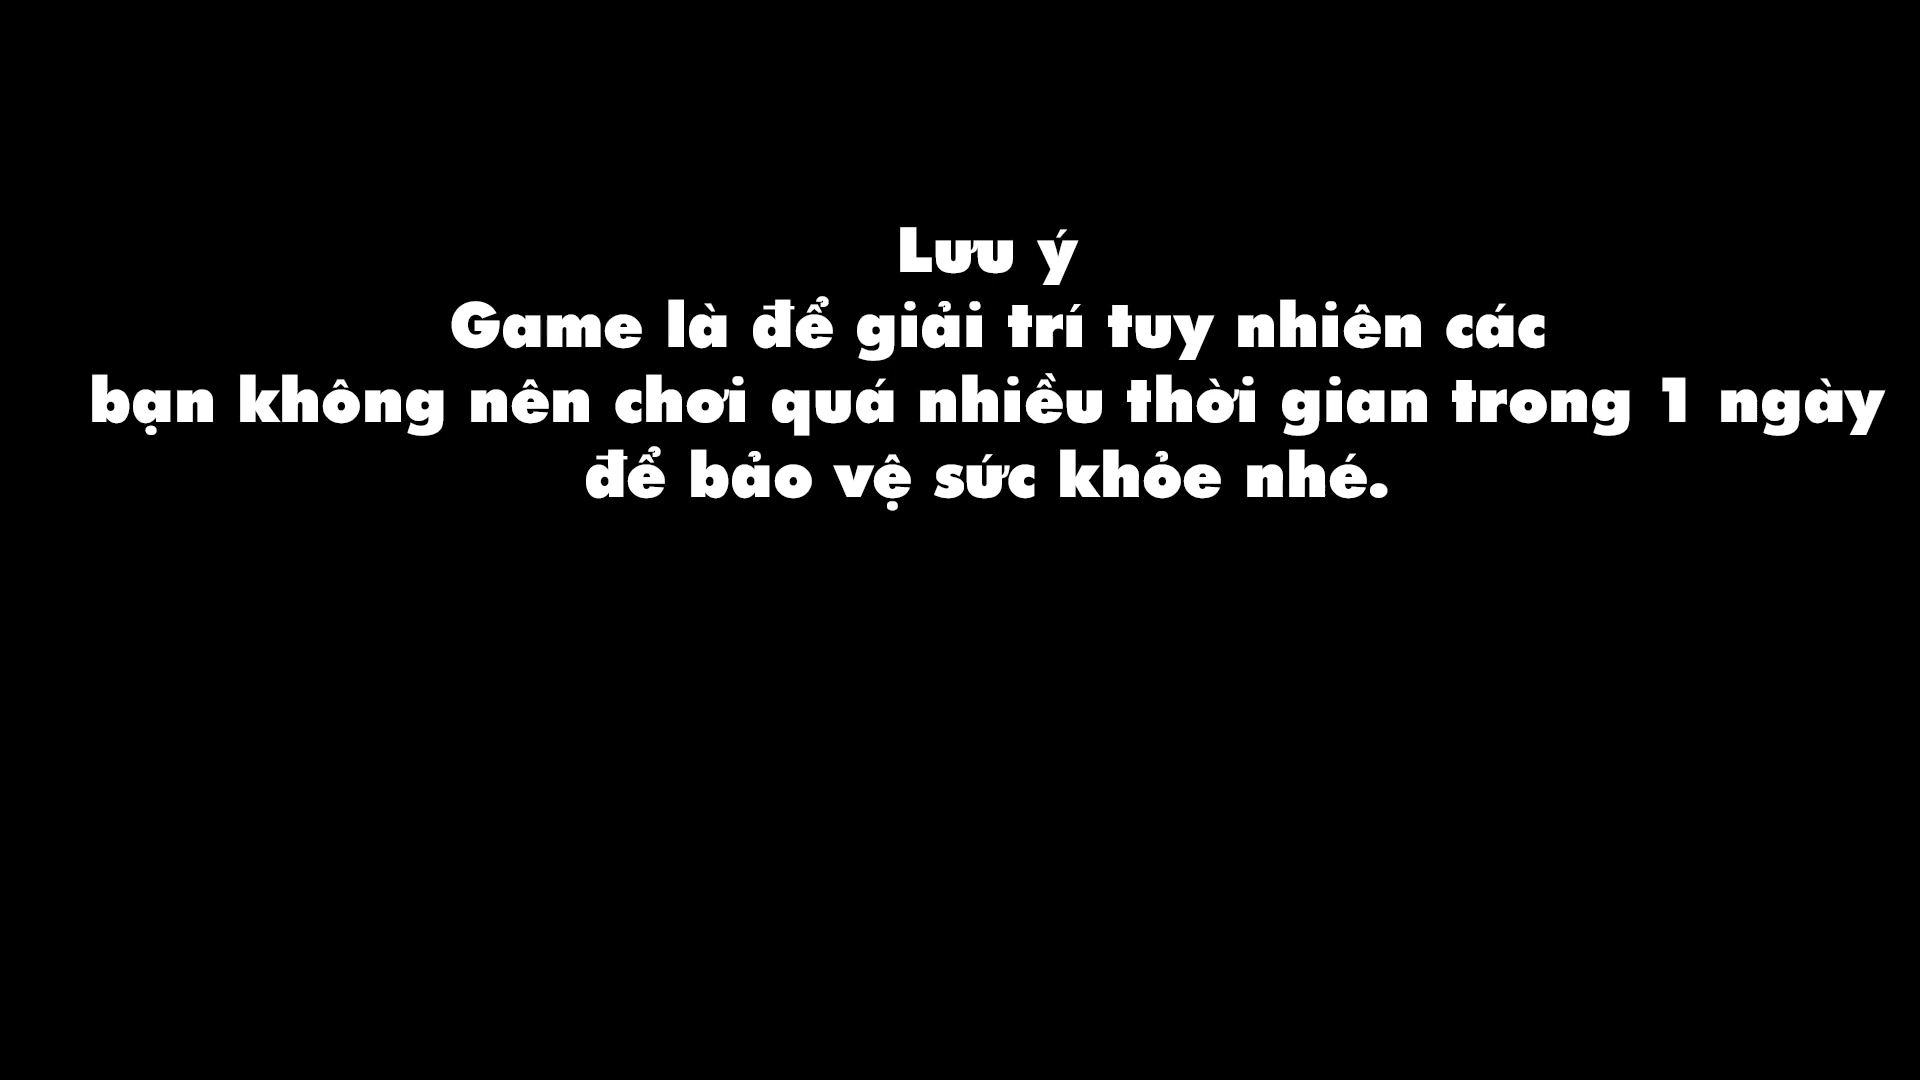 Lưu ý
Game là để giải trí tuy nhiên các
bạn không nên chơi quá nhiều thời gian trong 1 ngày
để bảo vệ sức khỏe nhé.